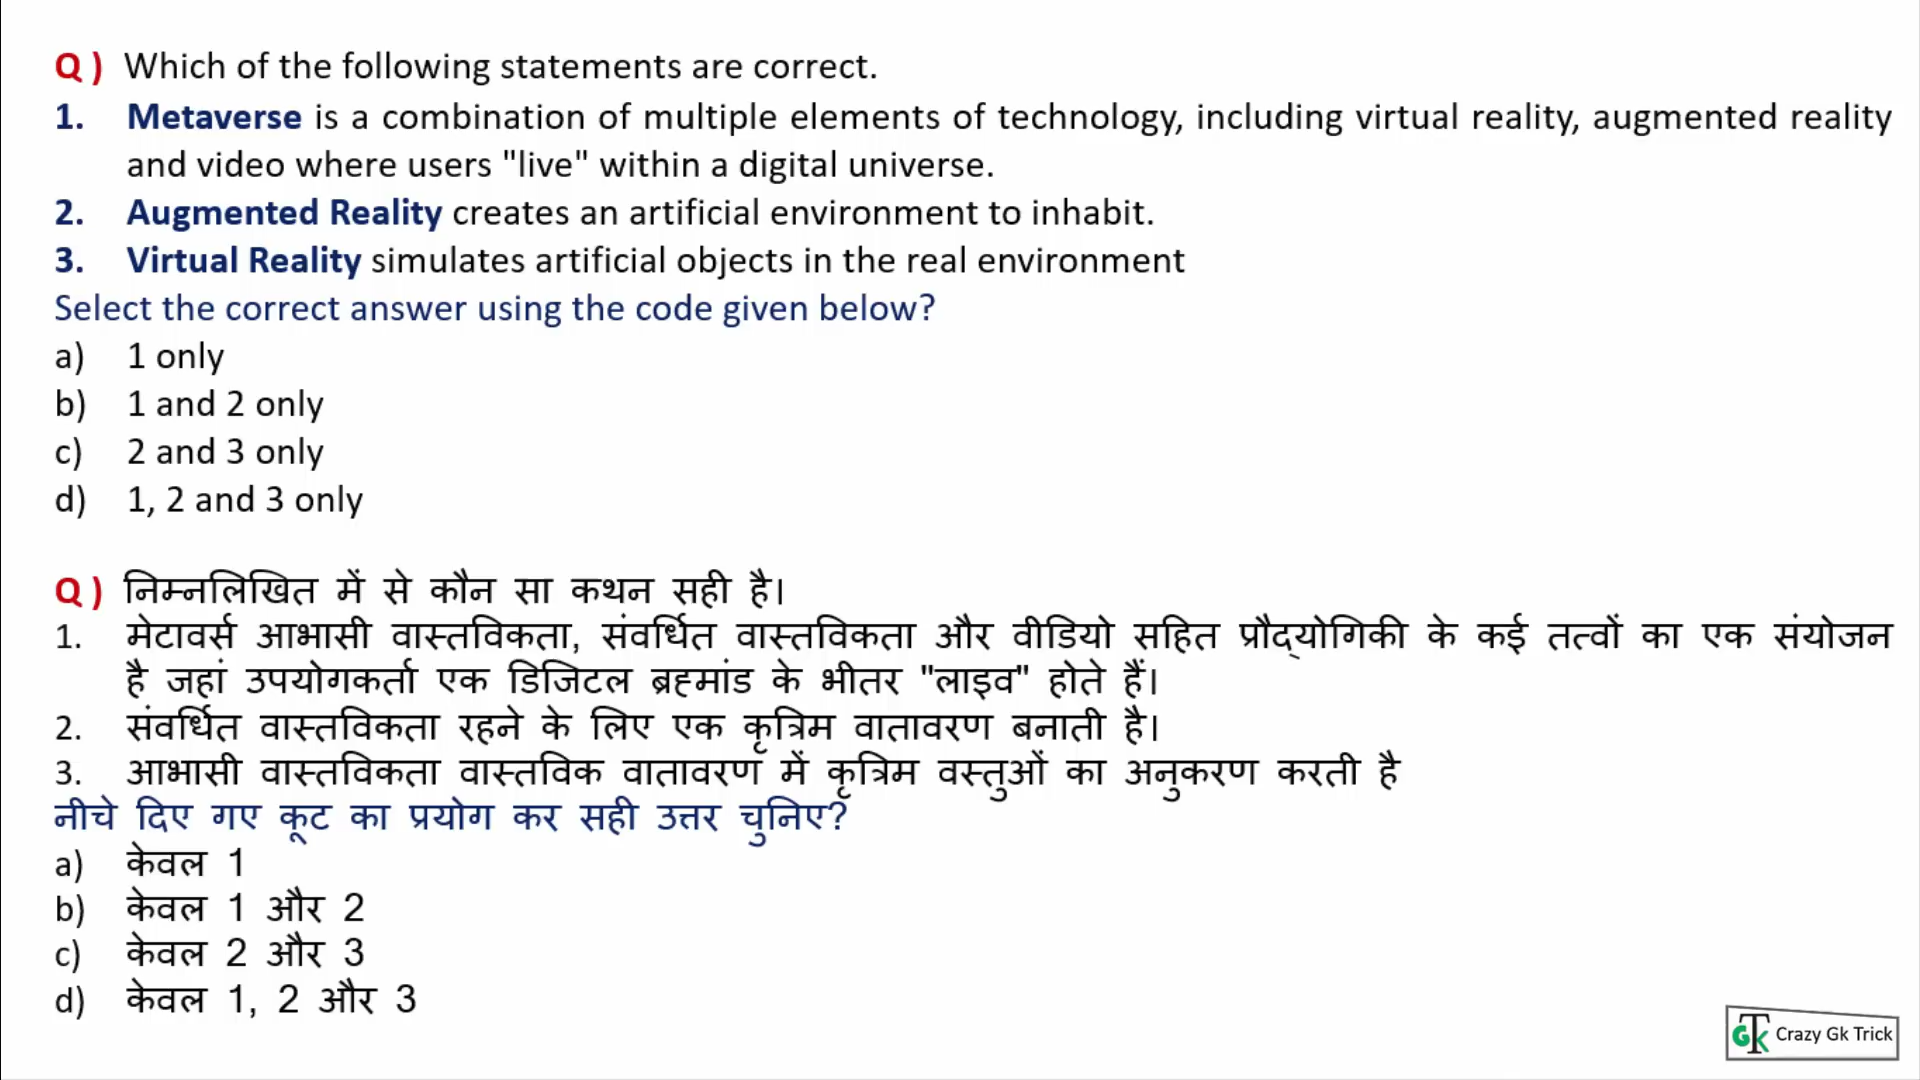 Q ) Which of the following statements are correct.
1. Metaverse is a combination of multiple elements of technology, including virtual reality, augmented reality
and video where users "live" within a digital universe.
2. Augmented Reality creates an artificial environment to inhabit.
3. Virtual Reality simulates artificial objects in the real environment
Select the correct answer using the code given below?
a) 1 only
b) 1 and 2 only
c) 2 and 3 only
d) 1, 2 and 3 only
Q ) निम्नलिखित में से कौन सा कथन सही है।
1. मेटावर्स आभासी वास्तविकता, संवर्धित वास्तविकता और वीडियो सहित प्रौद्योगिकी के कई तत्वों का एक संयोजन
है जहां उपयोगकर्ता एक डिजिटल ब्रह्मांड के भीतर "लाइव" होते हैं।
2. संवर्धित वास्तविकता रहने के लिए एक कृत्रिम वातावरण बनाती है।
3. आभासी वास्तविकता वास्तविक वातावरण में कृत्रिम वस्तुओं का अनुकरण करती है
नीचे दिए गए कूट का प्रयोग कर सही उत्तर चुनिए?
a) केवल 1
b) केवल 1 और 2
c) केवल 2 और 3
d) केवल 1, 2 और 3
GTK Crazy Gk Trick